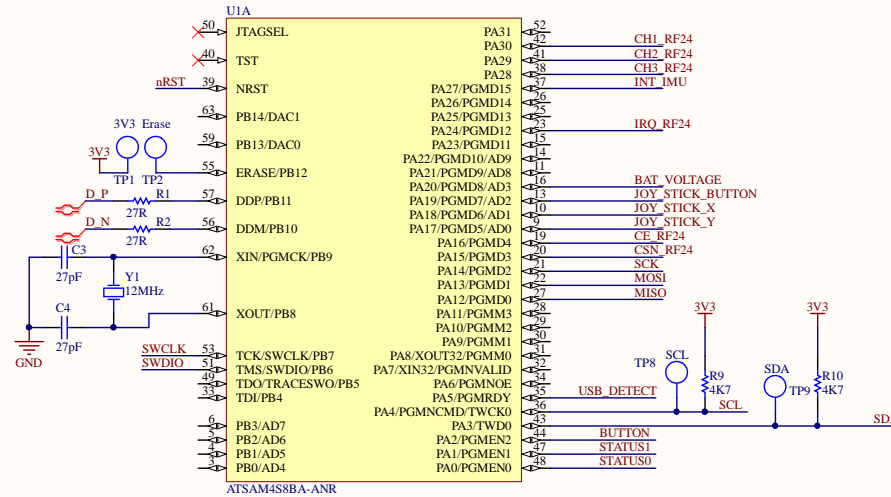 U1A
50 JTAGSEL PA31 52
PA30 42 CH1_RF24
40 TST PA29 41 CH2_RF24
PA28 38 CH3_RF24
nRST 39 NRST PA27/PGMD15 37 INT_IMU
PA26/PGMD14 26
63 PB14/DAC1 PA25/PGMD13 25
PA24/PGMD12 23 IRQ_RF24
3V3 Erase
59 PB13/DAC0 PA23/PGMD11 15
3V3
PA22/PGMD10/AD9 14
55 ERASE/PB12 PA21/PGMD9/AD8 11
TP1 TP2
PA20/PGMD8/AD3 16 BAT_VOLTAGE
D_P R1 57 DDP/PB11 PA19/PGMD7/AD2 13 JOY_STICK_BUTTON
27R
PA18/PGMD6/AD1 10 JOY_STICK_X
D_N R2 56 DDM/PB10 PA17/PGMD5/AD0 9 JOY_STICK_Y
27R
PA16/PGMD4 19 CE_RF24
C3 62 XIN/PGMCK/PB9 PA15/PGMD3 20 CSN_RF24
27pF
PA14/PGMD2 21 SCK
Y1
PA13/PGMD1 22 MOSI
12MHz
PA12/PGMD0 27 MISO
C4 61 XOUT/PB8 PA11/PGMM3 28
3V3 3V3
PA10/PGMM2 29
27pF
PA9/PGMM1 30
GND
SWCLK 53 TCK/SWCLK/PB7 PA8/XOUT32/PGMM0 31 SCL
TP8
SWDIO 51 TMS/SWDIO/PB6 PA7/XIN32/PGMNVALID 32 SDA
R9 R10
49 TDO/TRACESWO/PB5 PA6/PGMNOE 34
4K7 TP9 4K7
33 TDI/PB4 PA5/PGMRDY 35 USB_DETECT
PA4/PGMNCMD/TWCK0 36 SCL
6 PB3/AD7 PA3/TWD0 43 SDA
5 PB2/AD6 PA2/PGMEN2 44 BUTTON
4 PB1/AD5 PA1/PGMEN1 47 STATUS1
3 PB0/AD4 PA0/PGMEN0 48 STATUS0
ATSAM4S8BA-ANR